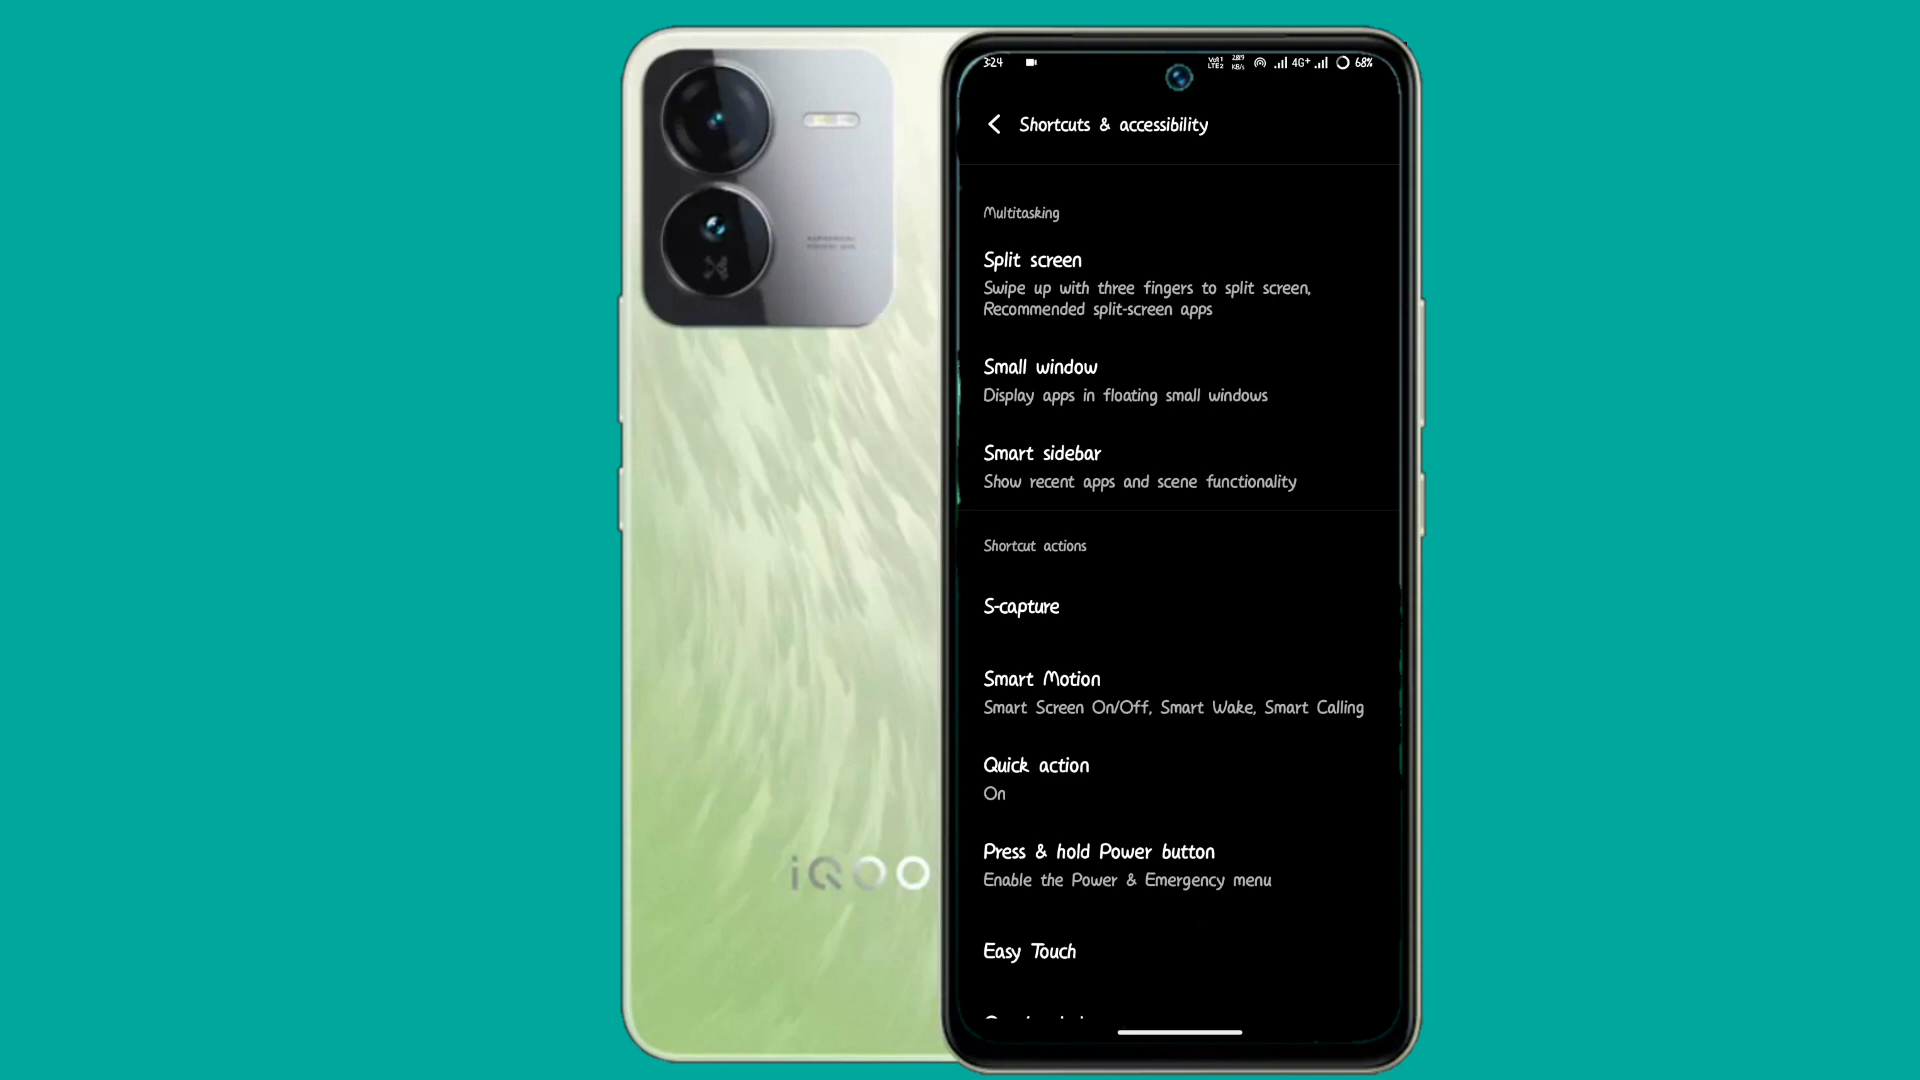 iQOO
3:24
VoLTE1
LTE2
KB/s
4G+
68%
Shortcuts & accessibility
Multitasking
Split screen
Swipe up with three fingers to split screen,
Recommended split-screen apps
Small window
Display apps in floating small windows
Smart sidebar
Show recent apps and scene functionality
Shortcut actions
S-capture
Smart Motion
Smart Screen On/Off, Smart Wake, Smart Calling
Quick action
On
Press & hold Power button
Enable the Power & Emergency menu
Easy Touch